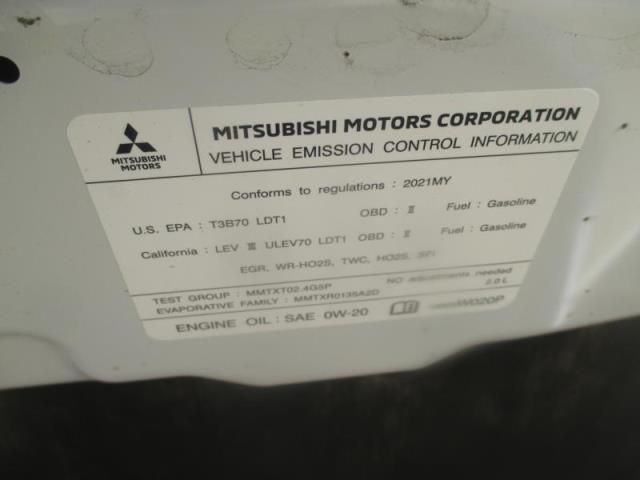 MITSUBISHI MOTORS
MITSUBISHI MOTORS CORPORATION
VEHICLE EMISSION CONTROL INFORMATION
Conforms to regulations : 2021MY
U.S. EPA : T3B70 LDT1 OBD : Ⅱ Fuel : Gasoline
California : LEV Ⅲ ULEV70 LDT1 OBD : Ⅱ Fuel : Gasoline
EGR, WR-HO2S, TWC, HO2S, SFI
TEST GROUP : MMTXT02.4G5P NO adjustments needed
EVAPORATIVE FAMILY : MMTXR0135A2D 2.0 L
ENGINE OIL : SAE 0W-20